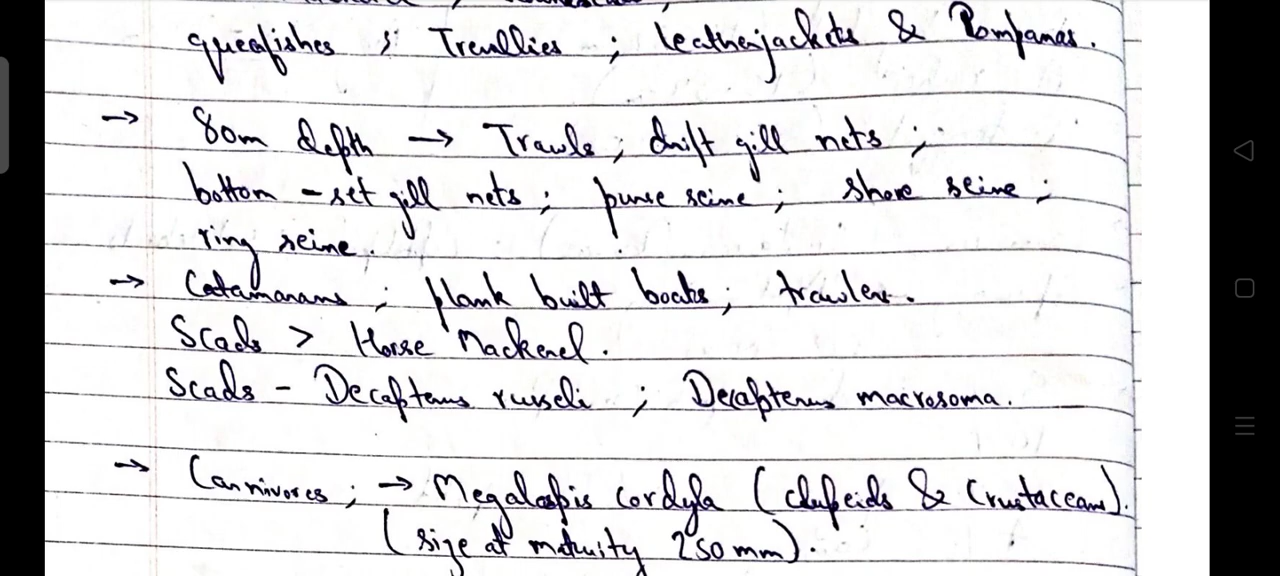 queenfishes ; Trevallies ; leatherjackets & Pompanos.
→ 80m depth → Trawls ; drift gill nets ;
bottom - set gill nets ; purse seine ; shore seine ;
ring seine.
→ Catamarans ; plank built boats ; trawlers.
Scads > Horse Mackerel.
Scads - Decapterus russeli ; Decapterus macrosoma.
→ Carnivores ; → Megalaspis cordyla (clupeids & Crustaceans).
(size at maturity 250 mm).